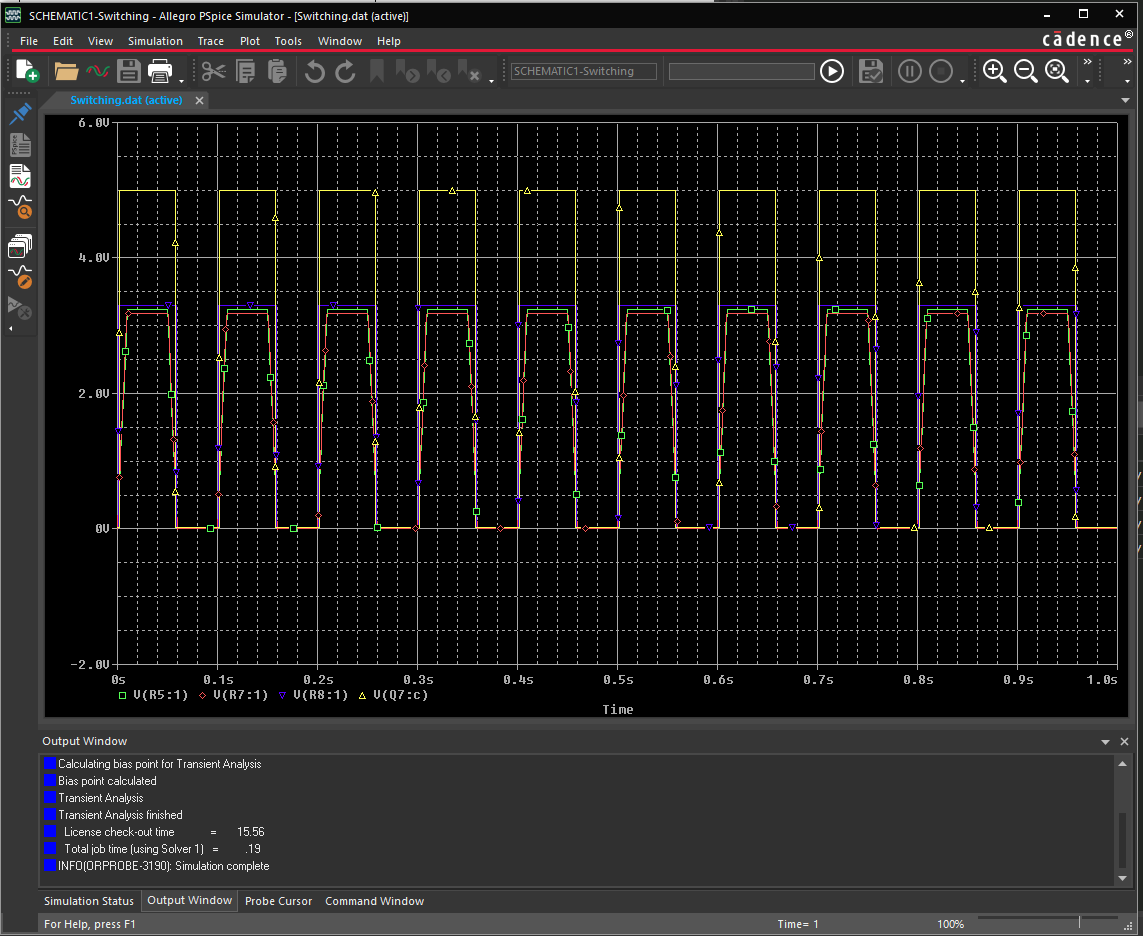 SCHEMATIC1-Switching - Allegro PSpice Simulator - [Switching.dat (active)]
File Edit View Simulation Trace Plot Tools Window Help
cādence®
SCHEMATIC1-Switching
Switching.dat (active)
6.0V
4.0V
2.0V
0V
-2.0V
0s 0.1s 0.2s 0.3s 0.4s 0.5s 0.6s 0.7s 0.8s 0.9s 1.0s
V(R5:1) V(R7:1) V(R8:1) V(Q7:c)
Time
Output Window
Calculating bias point for Transient Analysis
Bias point calculated
Transient Analysis
Transient Analysis finished
License check-out time = 15.56
Total job time (using Solver 1) = .19
INFO(ORPROBE-3190): Simulation complete
Simulation Status Output Window Probe Cursor Command Window
For Help, press F1 Time= 1 100%